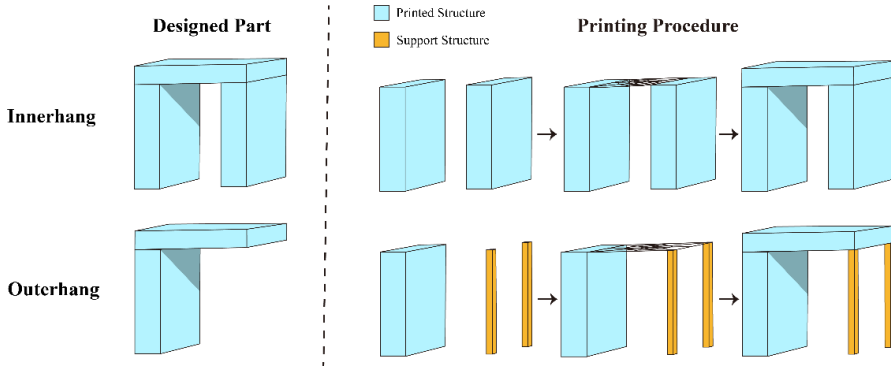 Designed Part
Printed Structure
Support Structure
Printing Procedure
Innerhang
Outerhang